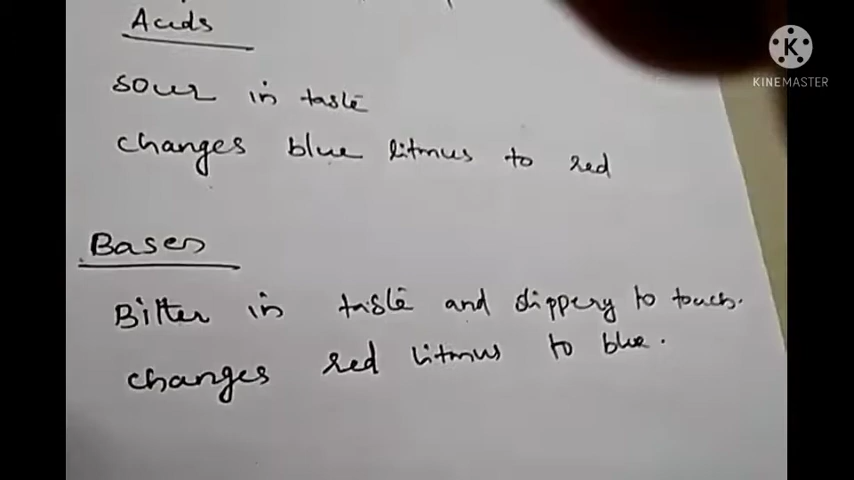 Acids
sour in taste
changes blue litmus to red
Bases
Bitter in taste and slippery to touch.
changes red litmus to blue.
K
KINEMASTER